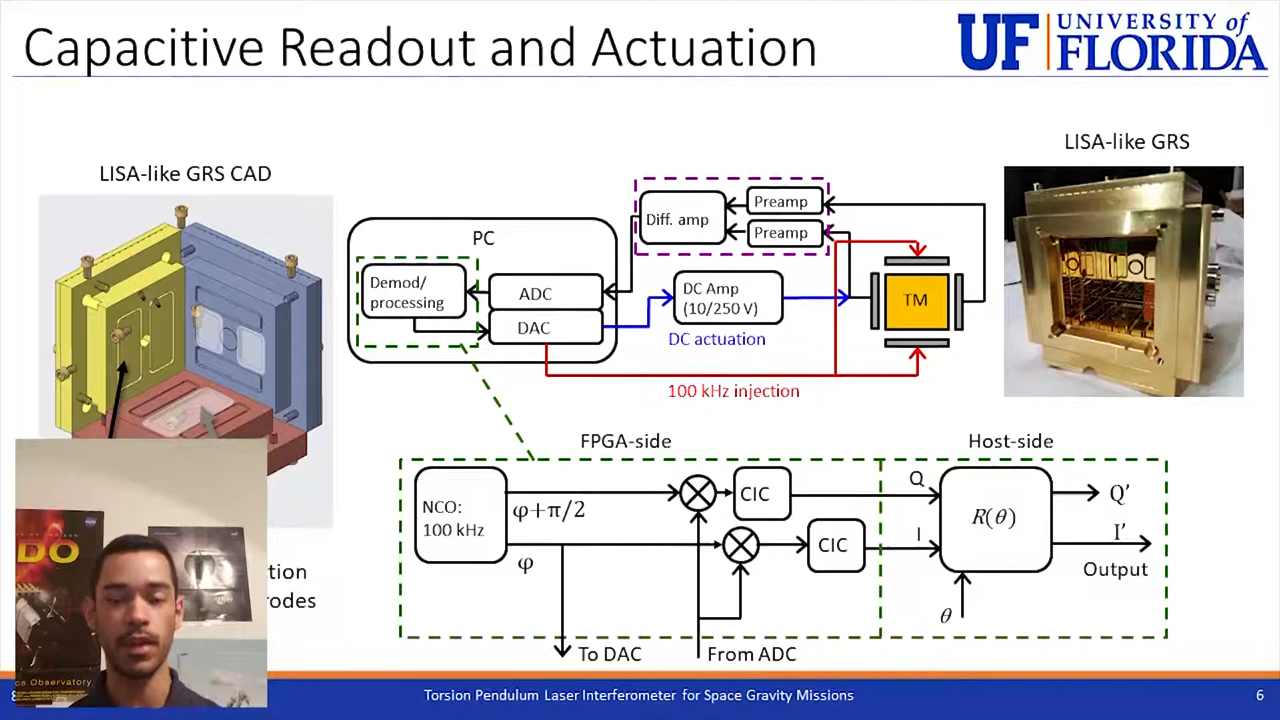 Capacitive Readout and Actuation
UF UNIVERSITY of
FLORIDA
LISA-like GRS CAD
LISA-like GRS
PC
Demod/
processing
ADC
DAC
Diff. amp
Preamp
Preamp
DC Amp
(10/250 V)
DC actuation
TM
100 kHz injection
FPGA-side
Host-side
NCO:
100 kHz
φ+π/2
φ
CIC
CIC
Q
I
R(θ)
θ
Q’
I’
Output
To DAC
From ADC
DO
cs Observatory
Torsion Pendulum Laser Interferometer for Space Gravity Missions
6